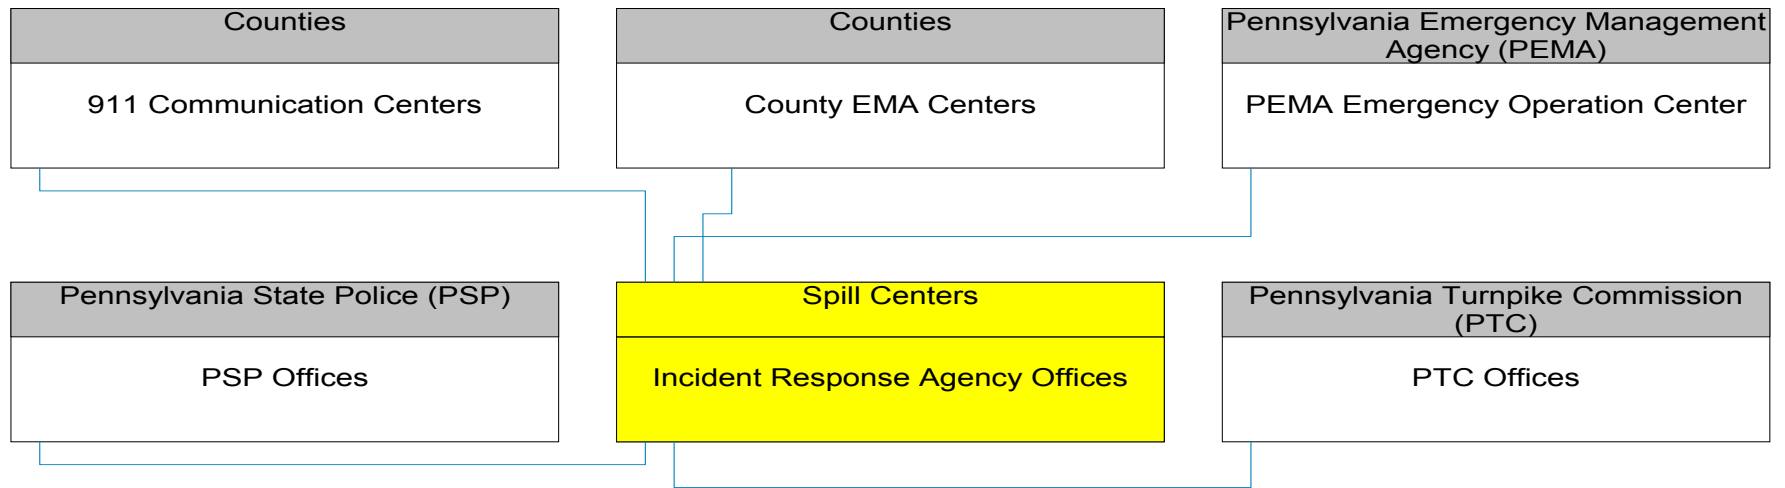 Counties
911 Communication Centers
Counties
County EMA Centers
Pennsylvania Emergency Management
Agency (PEMA)
PEMA Emergency Operation Center
Pennsylvania State Police (PSP)
PSP Offices
Spill Centers
Incident Response Agency Offices
Pennsylvania Turnpike Commission
(PTC)
PTC Offices